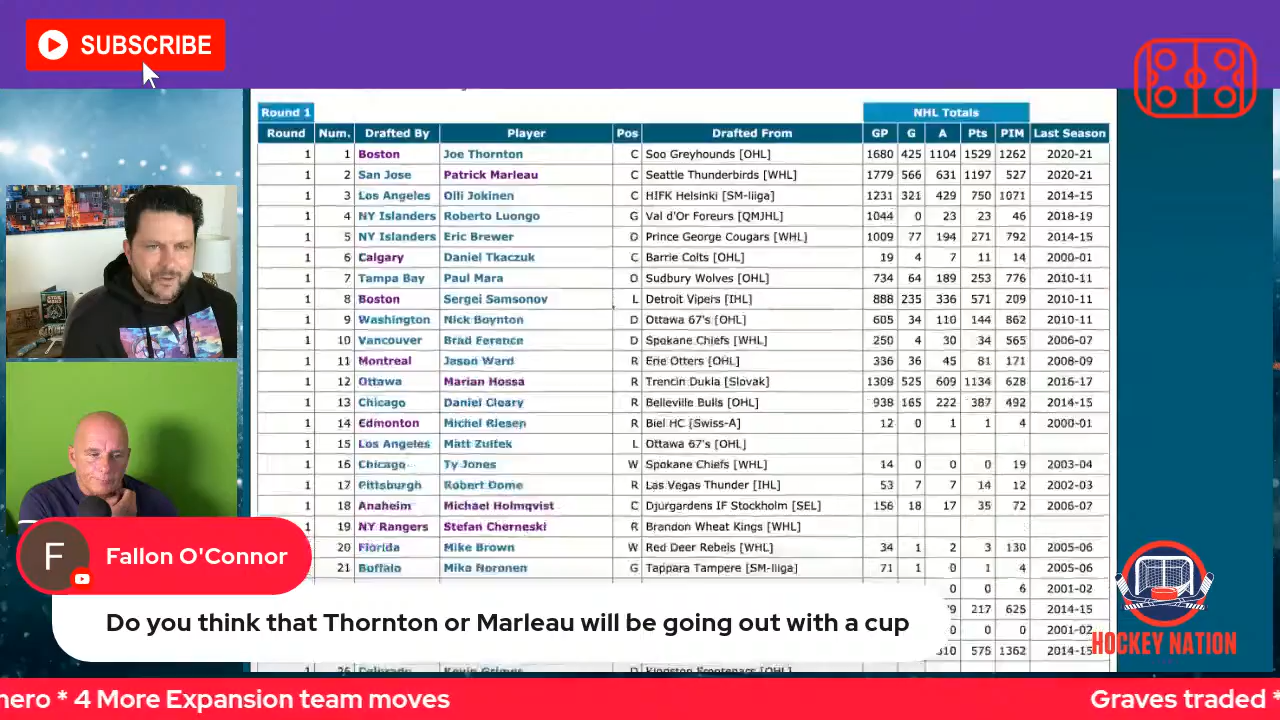 SUBSCRIBE
Round 1 NHL Totals
Round Num. Drafted By Player Pos Drafted From GP G A Pts PIM Last Season
1 1 Boston Joe Thornton C Soo Greyhounds [OHL] 1680 425 1104 1529 1262 2020-21
1 2 San Jose Patrick Marleau C Seattle Thunderbirds [WHL] 1779 566 631 1197 527 2020-21
1 3 Los Angeles Olli Jokinen C HIFK Helsinki [SM-liiga] 1231 321 429 750 1071 2014-15
1 4 NY Islanders Roberto Luongo G Val d'Or Foreurs [QMJHL] 1044 0 23 23 46 2018-19
1 5 NY Islanders Eric Brewer D Prince George Cougars [WHL] 1009 77 194 271 792 2014-15
1 6 Calgary Daniel Tkaczuk C Barrie Colts [OHL] 19 4 7 11 14 2000-01
1 7 Tampa Bay Paul Mara D Sudbury Wolves [OHL] 734 64 189 253 776 2010-11
1 8 Boston Sergei Samsonov L Detroit Vipers [IHL] 888 235 336 571 209 2010-11
1 9 Washington Nick Boynton D Ottawa 67's [OHL] 605 34 110 144 862 2010-11
1 10 Vancouver Brad Ference D Spokane Chiefs [WHL] 250 4 30 34 565 2006-07
1 11 Montreal Jason Ward R Erie Otters [OHL] 336 36 45 81 171 2008-09
1 12 Ottawa Marian Hossa R Trencin Dukla [Slovak] 1309 525 609 1134 628 2016-17
1 13 Chicago Daniel Cleary R Belleville Bulls [OHL] 938 165 222 387 492 2014-15
1 14 Edmonton Michel Riesen R Biel HC [Swiss-A] 12 0 1 1 4 2000-01
1 15 Los Angeles Matt Zultek L Ottawa 67's [OHL]
1 16 Chicago Ty Jones W Spokane Chiefs [WHL] 14 0 0 0 19 2003-04
1 17 Pittsburgh Robert Dome R Las Vegas Thunder [IHL] 53 7 7 14 12 2002-03
1 18 Anaheim Michael Holmqvist C Djurgardens IF Stockholm [SEL] 156 18 17 35 72 2006-07
1 19 NY Rangers Stefan Cherneski R Brandon Wheat Kings [WHL]
20 Florida Mike Brown W Red Deer Rebels [WHL] 34 1 2 3 130 2005-06
21 Buffalo Mika Noronen G Tappara Tampere [SM-liiga] 71 1 0 1 4 2005-06
0 0 6 2001-02
217 625 2014-15
0 0 2001-02
575 1362 2014-15
F Fallon O'Connor
Do you think that Thornton or Marleau will be going out with a cup
HOCKEY NATION
hero * 4 More Expansion team moves Graves traded *